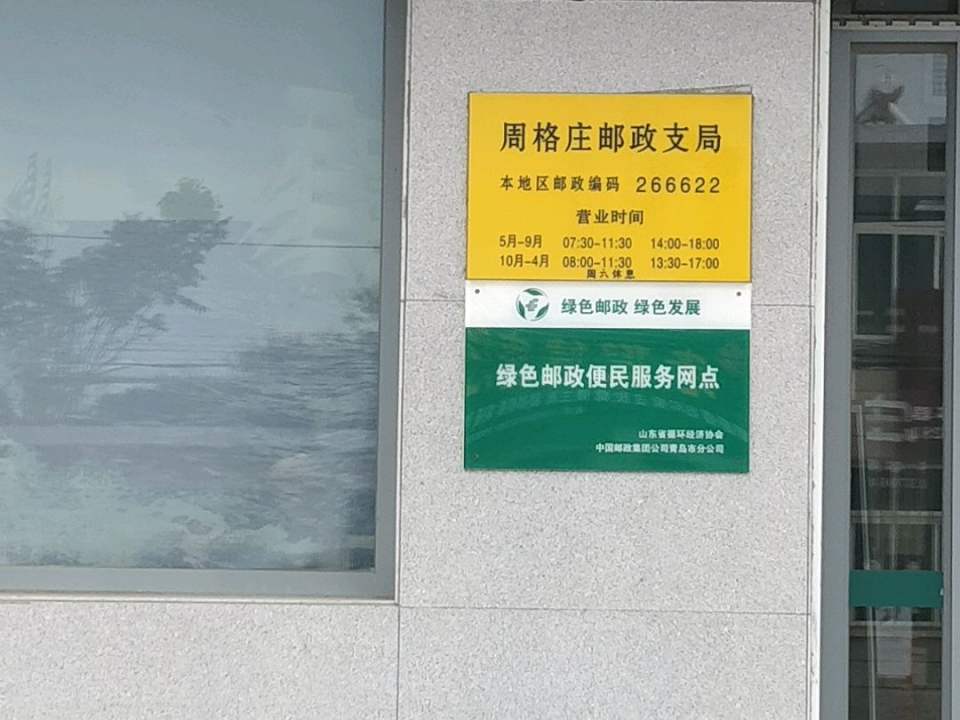 周格庄邮政支局
本地区邮政编码 266622
营业时间
5月-9月 07:30-11:30 14:00-18:00
10月-4月 08:00-11:30 13:30-17:00
周六休息
绿色邮政 绿色发展
绿色邮政便民服务网点
山东省循环经济协会
中国邮政集团公司青岛市分公司